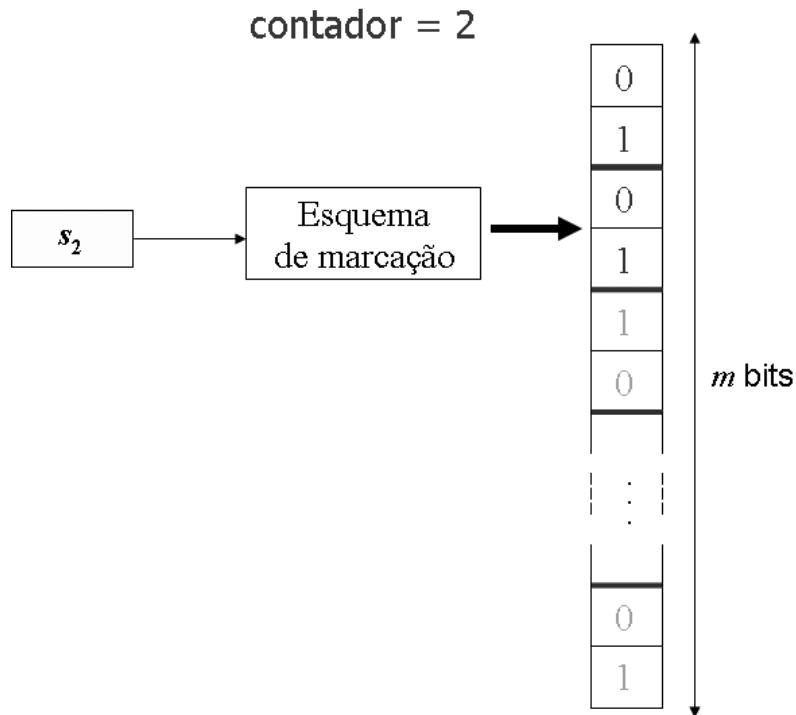 contador = 2
0
1
s2
Esquema
de marcação
0
1
1
0
m bits
0
1